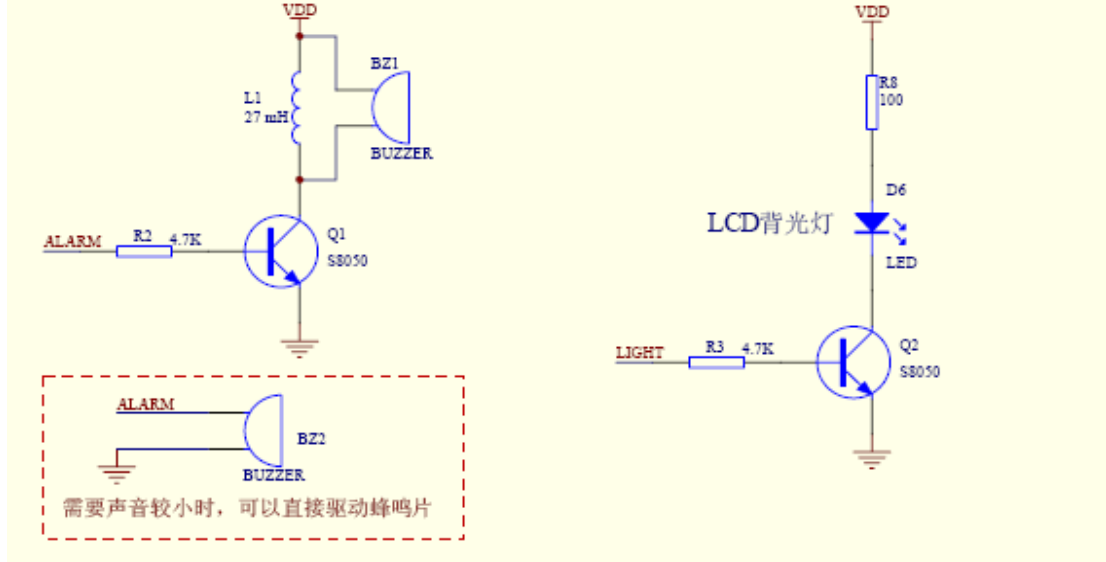 VDD
BZ1
L1
27 mH
BUZZER
ALARM
R2
4.7K
Q1
S8050
ALARM
BZ2
BUZZER
需要声音较小时，可以直接驱动蜂鸣片
VDD
R8
100
D6
LCD背光灯
LED
LIGHT
R3
4.7K
Q2
S8050